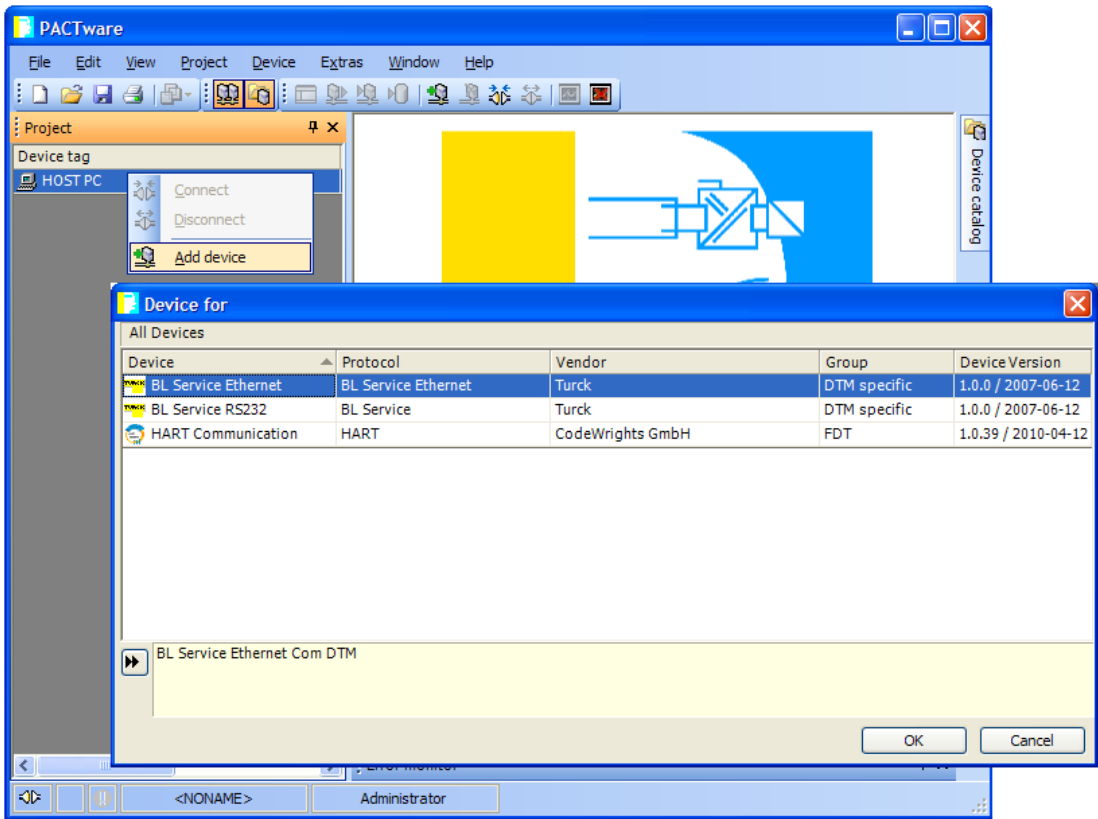 PACTware
File Edit View Project Device Extras Window Help
Project
Device tag
HOST PC
Connect
Disconnect
Add device
Device catalog
Device for
All Devices
Device Protocol Vendor Group Device Version
TURCK BL Service Ethernet BL Service Ethernet Turck DTM specific 1.0.0 / 2007-06-12
TURCK BL Service RS232 BL Service Turck DTM specific 1.0.0 / 2007-06-12
HART Communication HART CodeWrights GmbH FDT 1.0.39 / 2010-04-12
BL Service Ethernet Com DTM
OK Cancel
Error monitor
<NONAME> Administrator